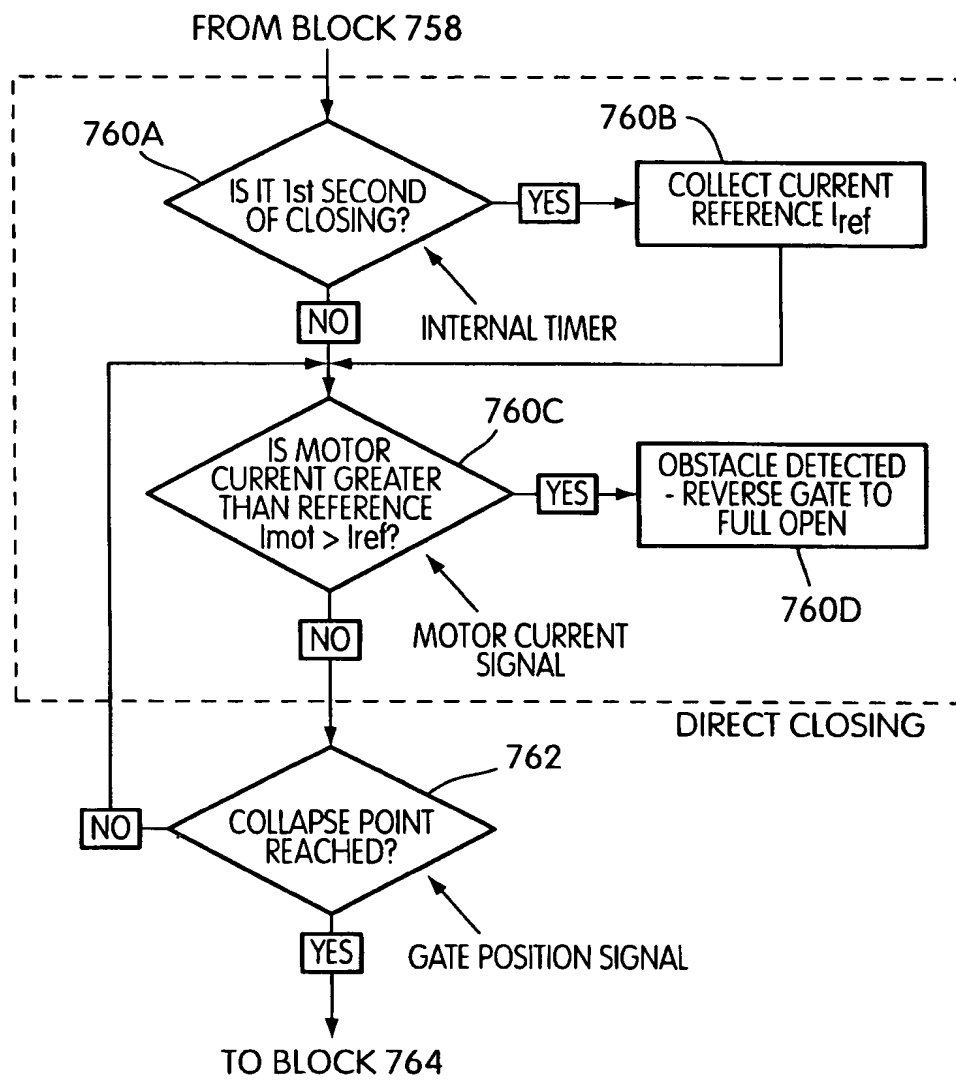 FROM BLOCK 758
760A
760B
IS IT 1st SECOND
OF CLOSING?
YES
COLLECT CURRENT
REFERENCE Iref
NO
INTERNAL TIMER
760C
IS MOTOR
CURRENT GREATER
THAN REFERENCE
Imot > Iref?
YES
OBSTACLE DETECTED
- REVERSE GATE TO
FULL OPEN
760D
NO
MOTOR CURRENT
SIGNAL
DIRECT CLOSING
762
NO
COLLAPSE POINT
REACHED?
YES
GATE POSITION SIGNAL
TO BLOCK 764